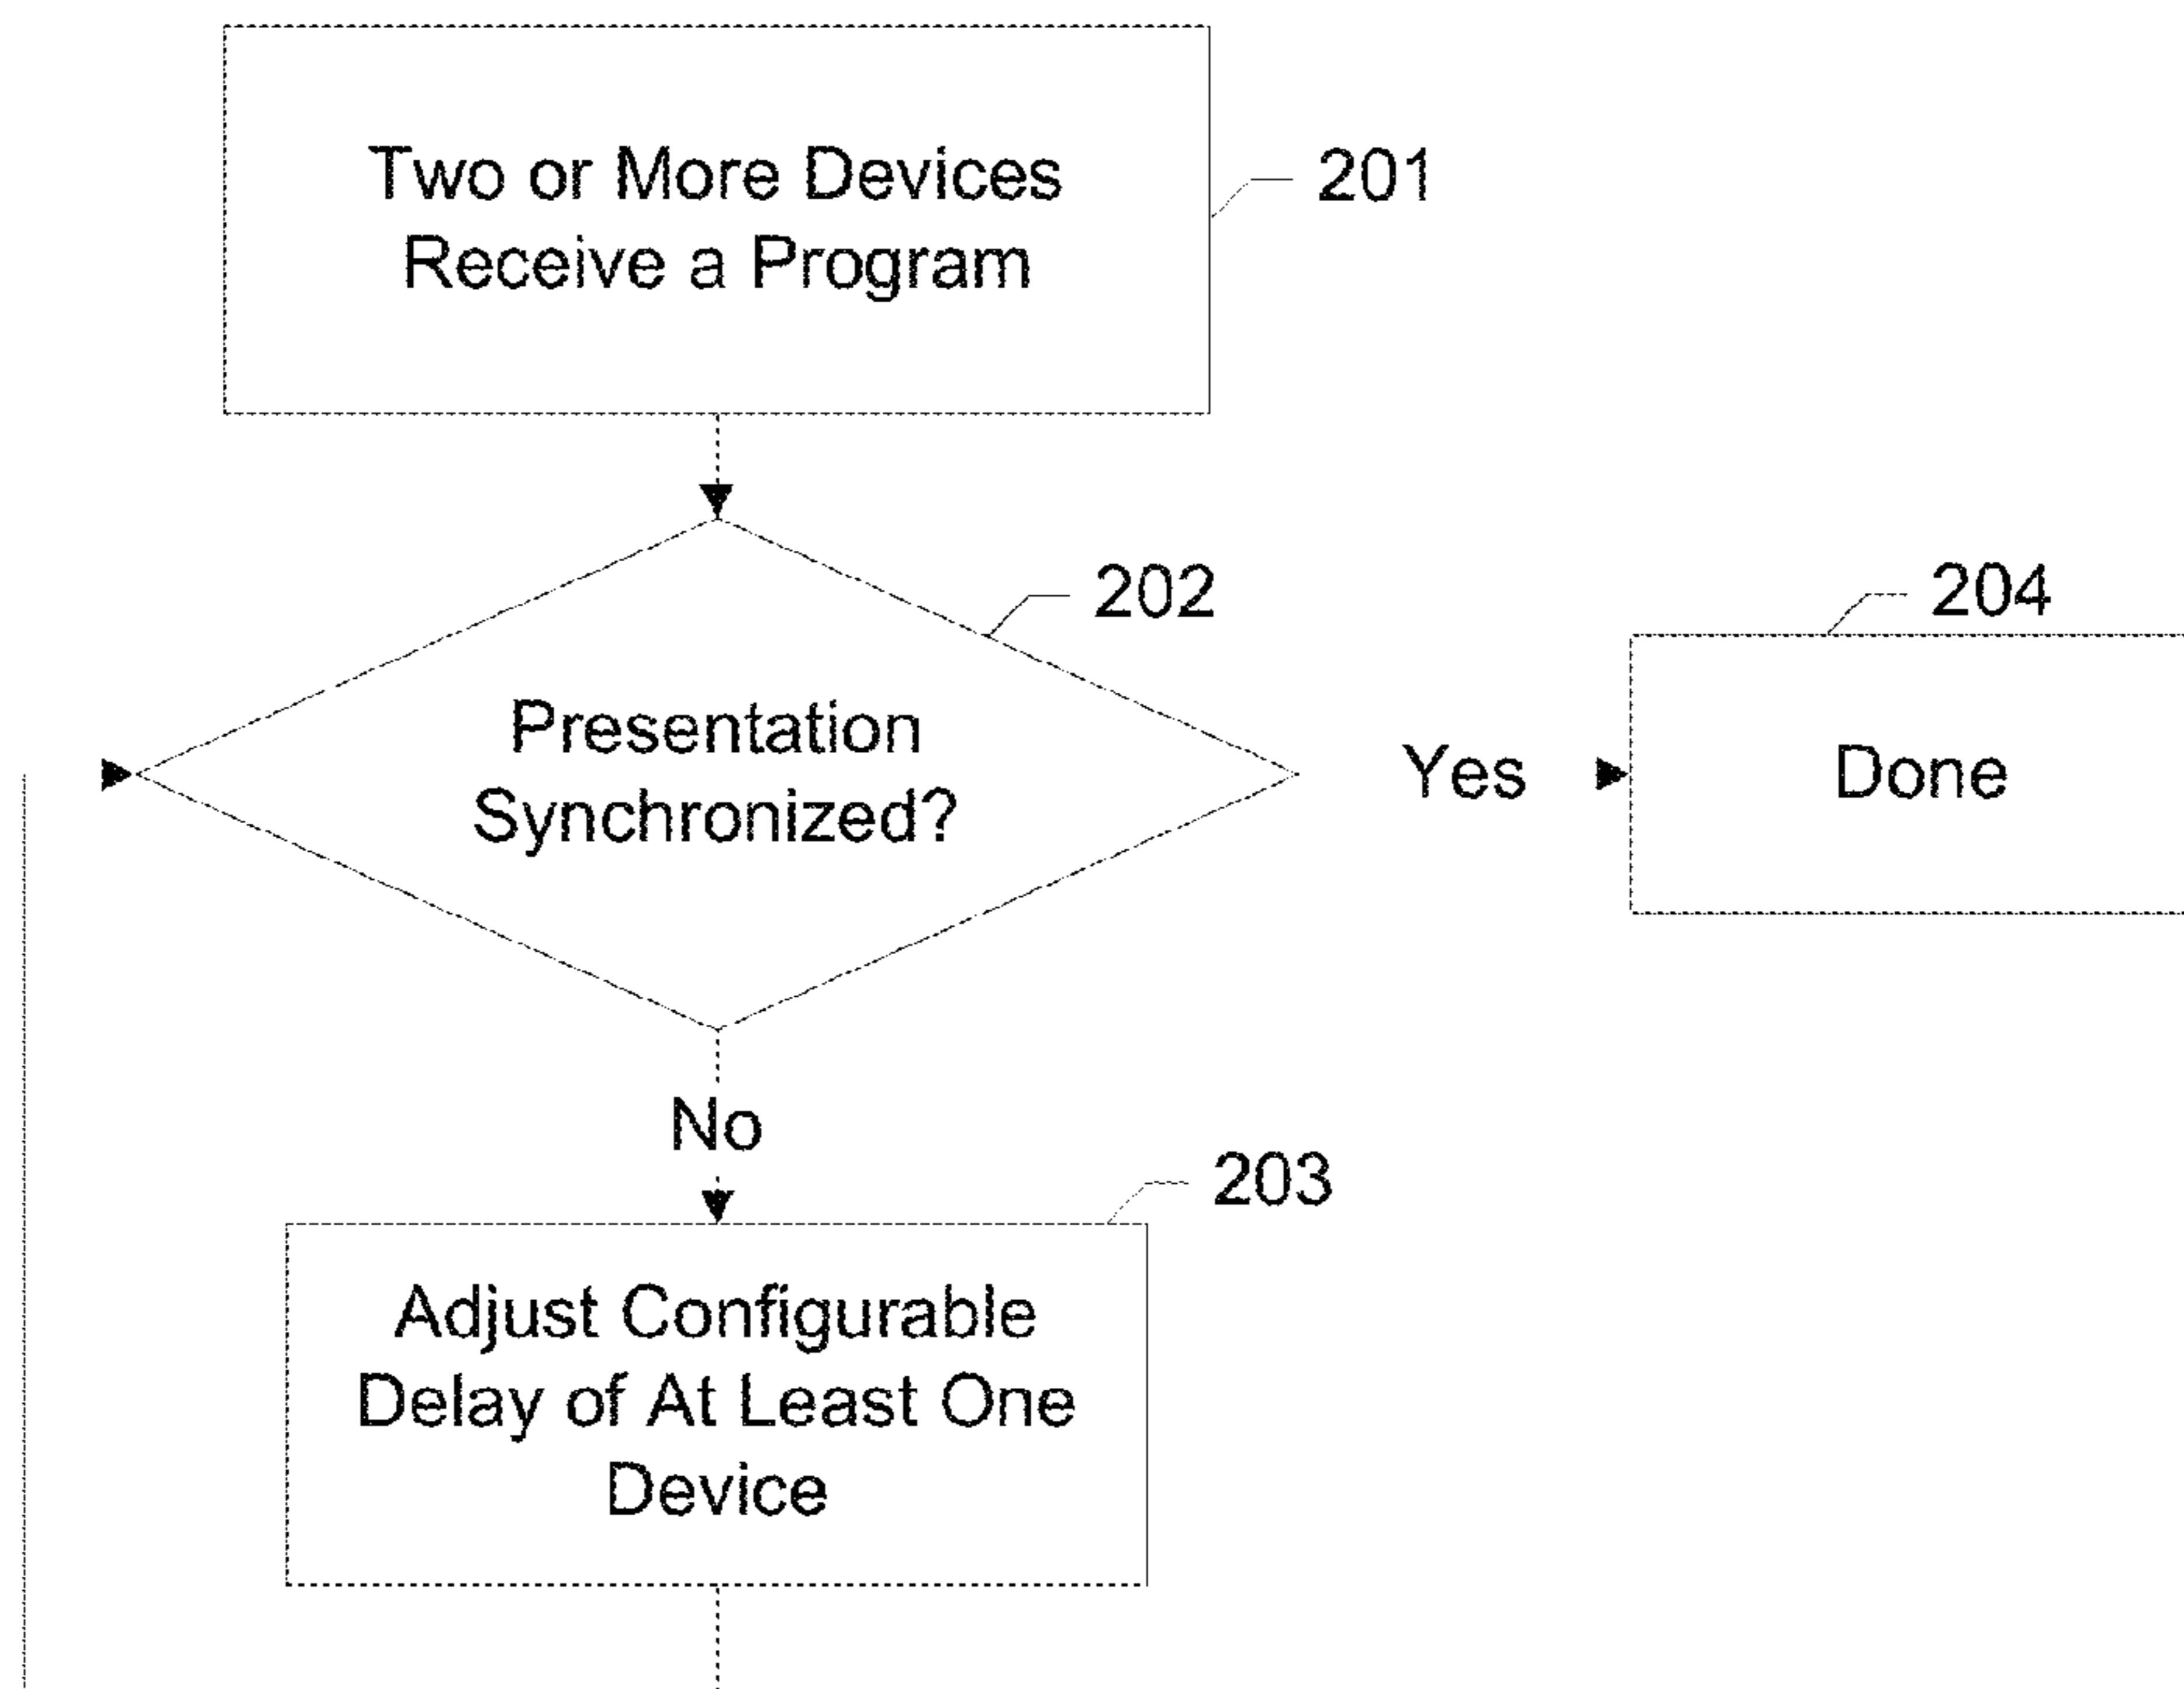 Two or More Devices
Receive a Program
201
202
Presentation
Synchronized?
Yes
204
Done
No
203
Adjust Configurable
Delay of At Least One
Device